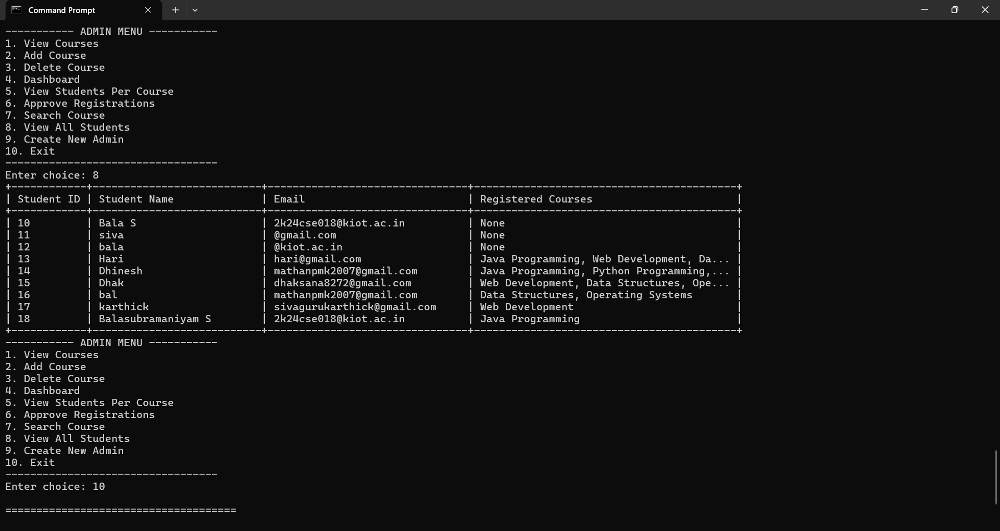 Command Prompt
----------- ADMIN MENU -----------
1. View Courses
2. Add Course
3. Delete Course
4. Dashboard
5. View Students Per Course
6. Approve Registrations
7. Search Course
8. View All Students
9. Create New Admin
10. Exit
----------------------------------
Enter choice: 8
+------------+---------------------------+--------------------------------+------------------------------------------+
| Student ID | Student Name              | Email                          | Registered Courses                       |
+------------+---------------------------+--------------------------------+------------------------------------------+
| 10         | Bala S                    | 2k24cse018@kiot.ac.in          | None                                     |
| 11         | siva                      | @gmail.com                     | None                                     |
| 12         | bala                      | @kiot.ac.in                    | None                                     |
| 13         | Hari                      | hari@gmail.com                 | Java Programming, Web Development, Da... |
| 14         | Dhinesh                   | mathanpmk2007@gmail.com        | Java Programming, Python Programming,... |
| 15         | Dhak                      | dhaksana8272@gmail.com         | Web Development, Data Structures, Ope... |
| 16         | bal                       | mathanpmk2007@gmail.com        | Data Structures, Operating Systems       |
| 17         | karthick                  | sivagurukarthick@gmail.com     | Web Development                          |
| 18         | Balasubramaniyam S        | 2k24cse018@kiot.ac.in          | Java Programming                         |
+------------+---------------------------+--------------------------------+------------------------------------------+
----------- ADMIN MENU -----------
1. View Courses
2. Add Course
3. Delete Course
4. Dashboard
5. View Students Per Course
6. Approve Registrations
7. Search Course
8. View All Students
9. Create New Admin
10. Exit
----------------------------------
Enter choice: 10
=====================================